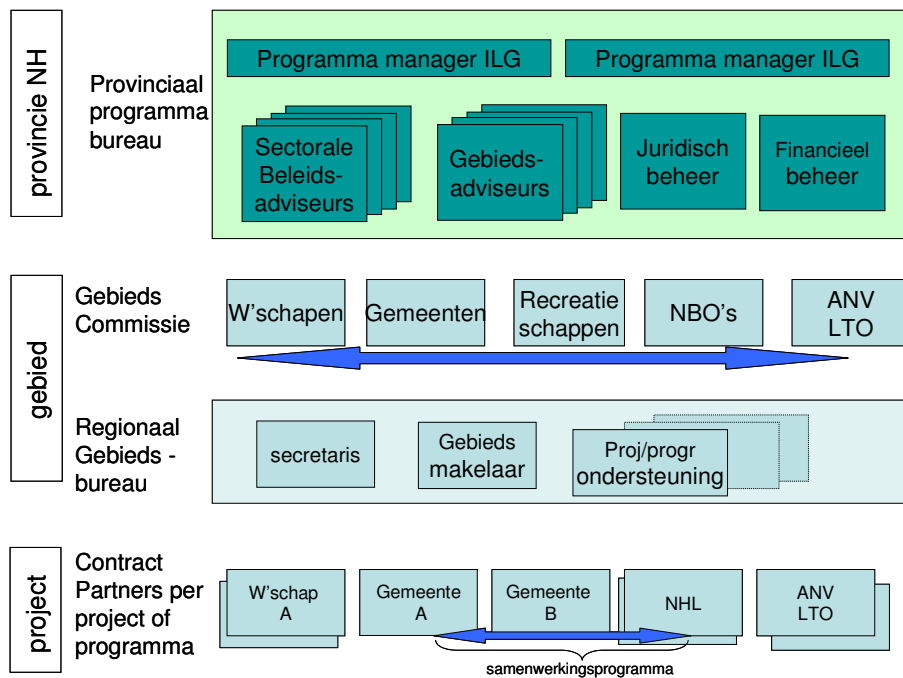 provincie NH
Provinciaal
programma
bureau
Programma manager ILG
Programma manager ILG
Sectorale
Beleids-
adviseurs
Gebieds-
adviseurs
Juridisch
beheer
Financieel
beheer
gebied
Gebieds
Commissie
W'schapen
Gemeenten
Recreatie
schappen
NBO's
ANV
LTO
Regionaal
Gebieds -
bureau
secretaris
Gebieds
makelaar
Proj/progr
ondersteuning
project
Contract
Partners per
project of
programma
W'schap
A
Gemeente
A
Gemeente
B
NHL
ANV
LTO
samenwerkingsprogramma